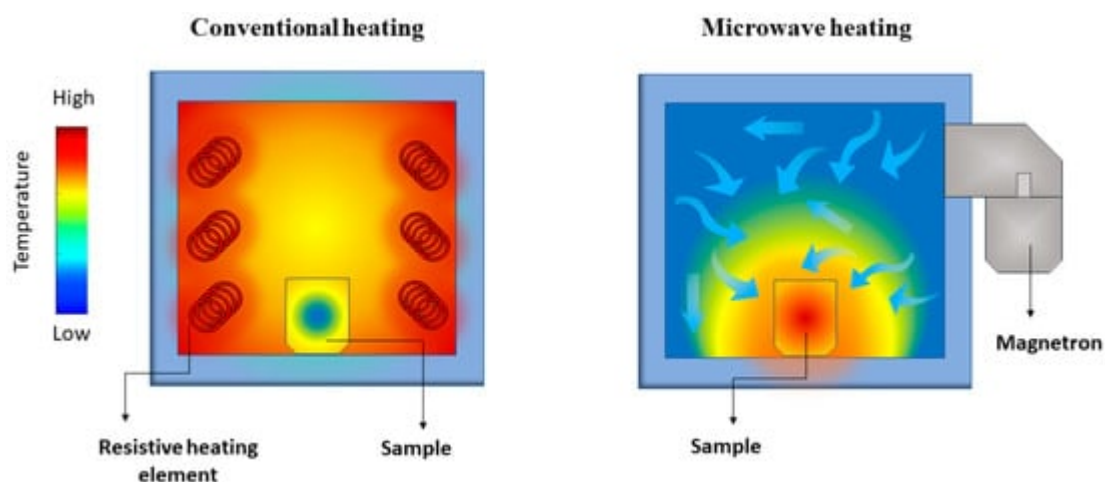 Conventional heating
Microwave heating
High
Temperature
Low
Magnetron
Resistive heating
element
Sample
Sample